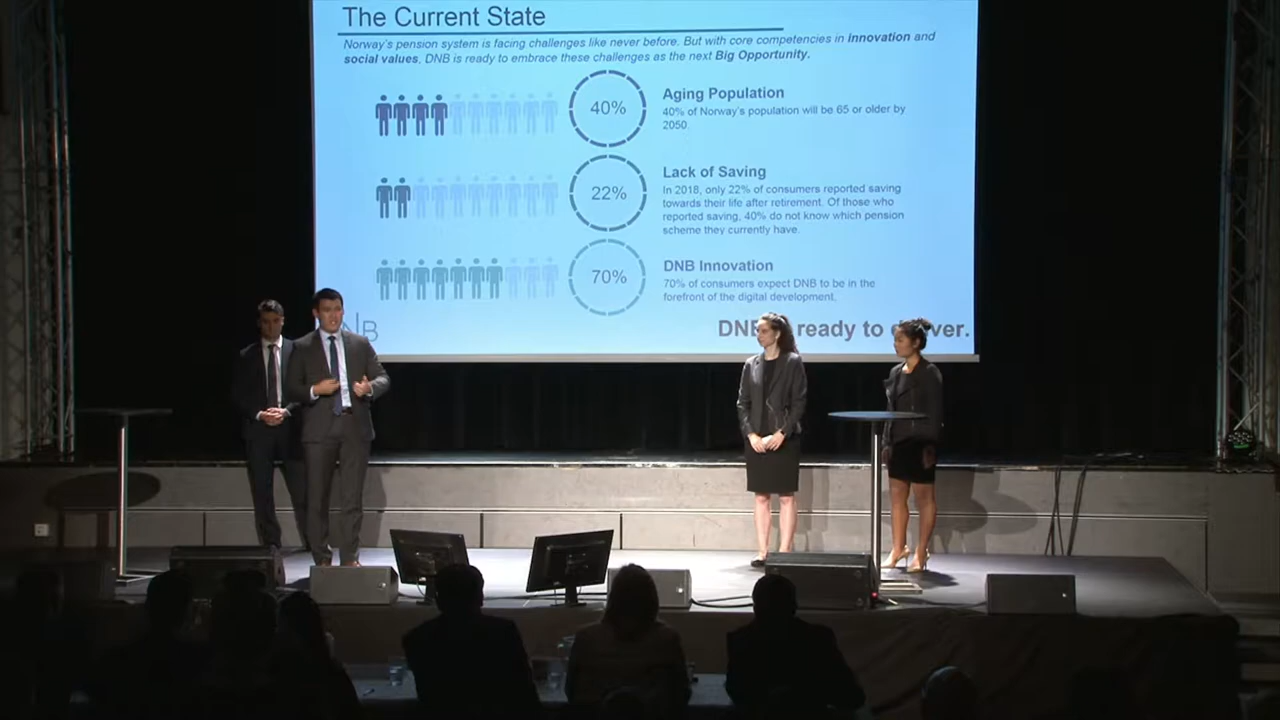 The Current State
Norway's pension system is facing challenges like never before. But with core competencies in innovation and
social values, DNB is ready to embrace these challenges as the next Big Opportunity.
40%
Aging Population
40% of Norway's population will be 65 or older by
2050.
22%
Lack of Saving
In 2018, only 22% of consumers reported saving
towards their life after retirement. Of those who
reported saving, 40% do not know which pension
scheme they currently have.
70%
DNB Innovation
70% of consumers expect DNB to be in the
forefront of the digital development.
ready to